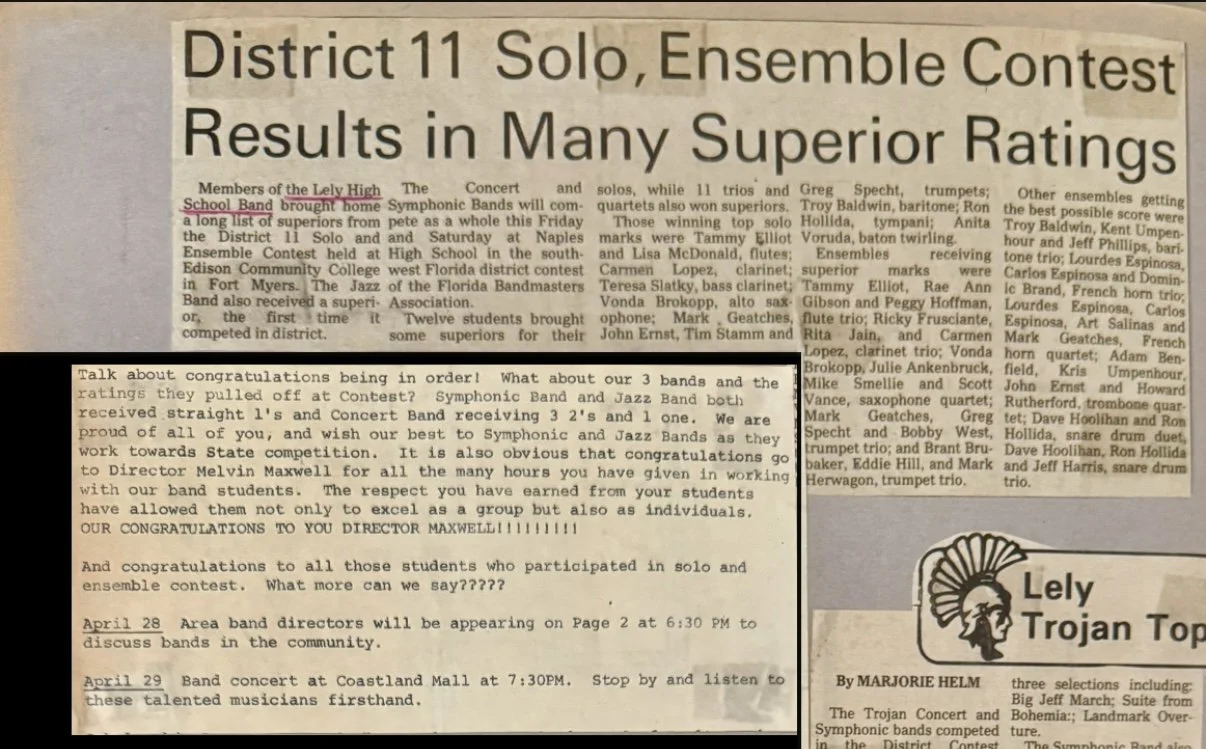 District 11 Solo, Ensemble Contest
Results in Many Superior Ratings
Members of the Lely High
School Band brought home
a long list of superiors from
the District 11 Solo and
Ensemble Contest held at
Edison Community College
in Fort Myers. The Jazz
Band also received a superi-
or, the first time it
competed in district.
The Concert and
Symphonic Bands will com-
pete as a whole this Friday
and Saturday at Naples
High School in the south-
west Florida district contest
of the Florida Bandmasters
Association.
Twelve students brought
some superiors for their
solos, while 11 trios and
quartets also won superiors.
Those winning top solo
marks were Tammy Elliot
and Lisa McDonald, flutes;
Carmen Lopez, clarinet;
Teresa Slatky, bass clarinet;
Vonda Brokopp, alto sax-
ophone; Mark Geatches,
John Ernst, Tim Stamm and
Greg Specht, trumpets;
Troy Baldwin, baritone; Ron
Hollida, tympani; Anita
Voruda, baton twirling.
Ensembles receiving
superior marks were
Tammy Elliot, Rae Ann
Gibson and Peggy Hoffman,
flute trio; Ricky Frusciante,
Rita Jain, and Carmen
Lopez, clarinet trio; Vonda
Brokopp, Julie Ankenbruck,
Mike Smellie and Scott
Vance, saxophone quartet;
Mark Geatches, Greg
Specht and Bobby West,
trumpet trio; and Brant Bru-
baker, Eddie Hill, and Mark
Herwagon, trumpet trio.
Other ensembles getting
the best possible score were
Troy Baldwin, Kent Umpen-
hour and Jeff Phillips, bari-
tone trio; Lourdes Espinosa,
Carlos Espinosa and Domin-
ic Brand, French horn trio;
Lourdes Espinosa, Carlos
Espinosa, Art Salinas and
Mark Geatches, French
horn quartet; Adam Ben-
field, Kris Umpenhour,
John Ernst and Howard
Rutherford, trombone quar-
tet; Dave Hoolihan and Ron
Hollida, snare drum duet,
Dave Hoolihan, Ron Hollida
and Jeff Harris, snare drum
trio.
Talk about congratulations being in order! What about our 3 bands and the
ratings they pulled off at Contest? Symphonic Band and Jazz Band both
received straight 1's and Concert Band receiving 3 2's and 1 one. We are
proud of all of you, and wish our best to Symphonic and Jazz Bands as they
work towards State competition. It is also obvious that congratulations go
to Director Melvin Maxwell for all the many hours you have given in working
with our band students. The respect you have earned from your students
have allowed them not only to excel as a group but also as individuals.
OUR CONGRATULATIONS TO YOU DIRECTOR MAXWELL!!!!!!!!!
And congratulations to all those students who participated in solo and
ensemble contest. What more can we say?????
April 28 Area band directors will be appearing on Page 2 at 6:30 PM to
discuss bands in the community.
April 29 Band concert at Coastland Mall at 7:30PM. Stop by and listen to
these talented musicians firsthand.
Lely
Trojan Top
By MARJORIE HELM
The Trojan Concert and
Symphonic bands competed
in the District Contest
three selections including:
Big Jeff March; Suite from
Bohemia:; Landmark Over-
ture.
The Symphonic Band also